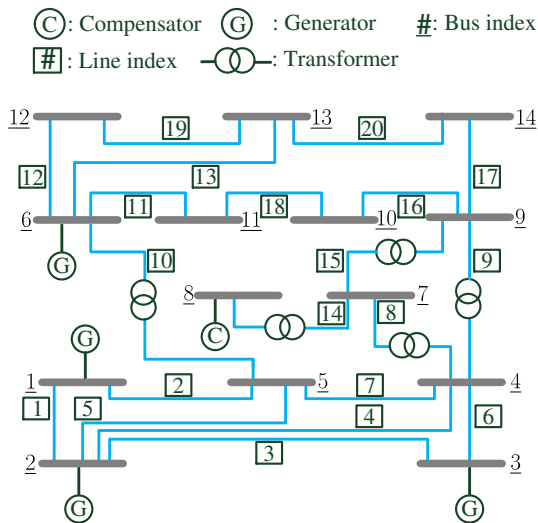 C : Compensator G : Generator #: Bus index
# : Line index : Transformer
12 19 13 20 14
12 13 17
6 11 11 18 10 16 9
G 10 15 9
8 14 7 8
C
G
1 2 5 7 4
1 5 4 6
2 3 3
G G